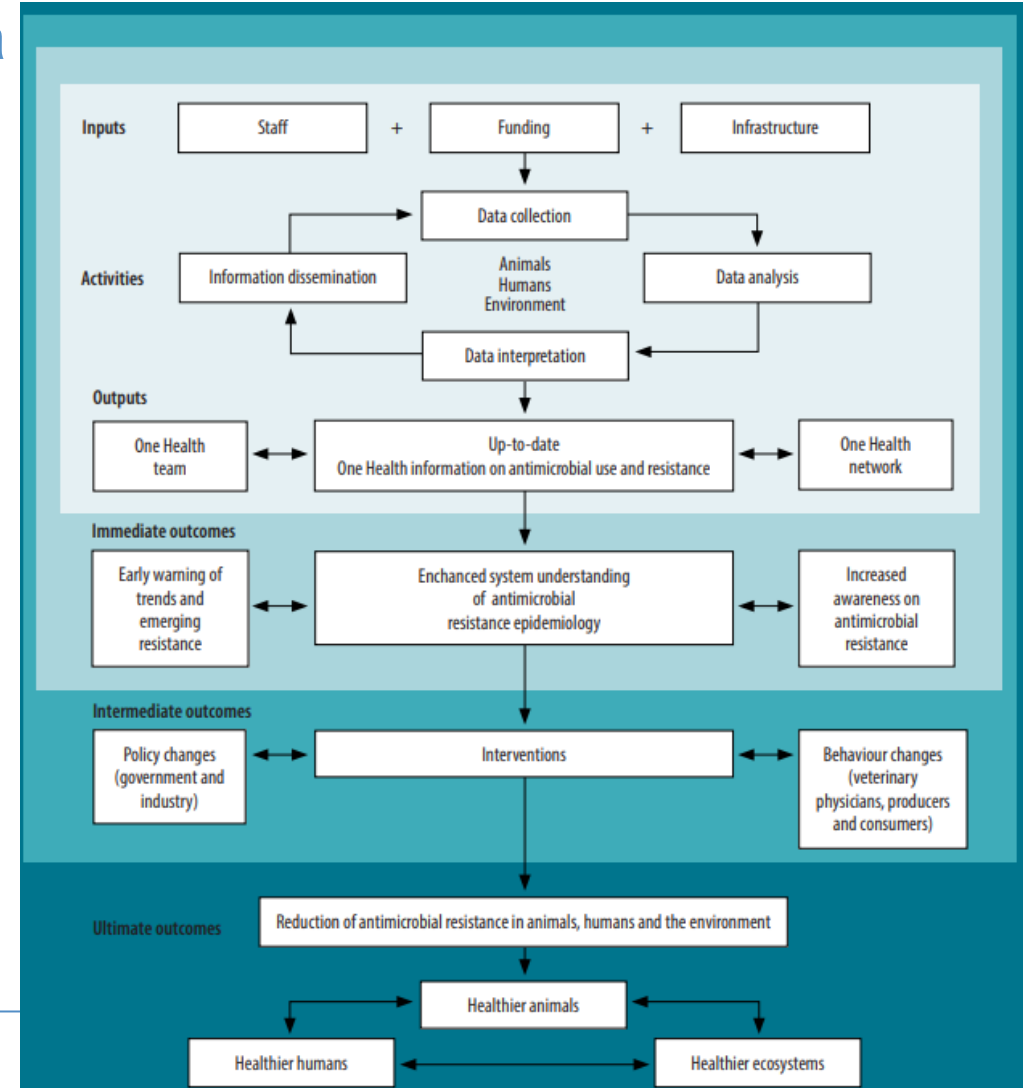 Inputs
Staff
+
Funding
+
Infrastructure
Data collection
Activities
Information dissemination
Animals
Humans
Environment
Data analysis
Data interpretation
Outputs
One Health
team
Up-to-date
One Health information on antimicrobial use and resistance
One Health
network
Immediate outcomes
Early warning of
trends and
emerging
resistance
Enchanced system understanding
of antimicrobial
resistance epidemiology
Increased
awareness on
antimicrobial
resistance
Intermediate outcomes
Policy changes
(government and
industry)
Interventions
Behaviour changes
(veterinary
physicians, producers
and consumers)
Ultimate outcomes
Reduction of antimicrobial resistance in animals, humans and the environment
Healthier animals
Healthier humans
Healthier ecosystems